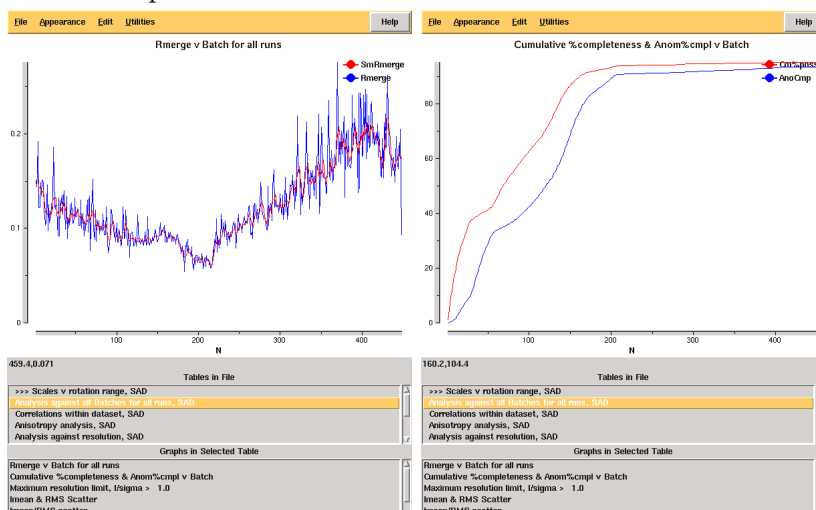 File Appearance Edit Utilities Help
Rmerge v Batch for all runs
SmRmerge
Rmerge
0.2
0.1
0
100 200 300 400
N
459.4,0.071
Tables in File
>>> Scales v rotation range, SAD
Analysis against all Batches for all runs, SAD
Correlations within dataset, SAD
Anisotropy analysis, SAD
Analysis against resolution, SAD
Graphs in Selected Table
Rmerge v Batch for all runs
Cumulative %completeness & Anom%cmpl v Batch
Maximum resolution limit, I/sigma > 1.0
Imean & RMS Scatter
Imean/RMS scatter
File Appearance Edit Utilities Help
Cumulative %completeness & Anom%cmpl v Batch
AnoCmp
80
60
40
20
0
100 200 300 400
N
160.2,104.4
Tables in File
>>> Scales v rotation range, SAD
Analysis against all Batches for all runs, SAD
Correlations within dataset, SAD
Anisotropy analysis, SAD
Analysis against resolution, SAD
Graphs in Selected Table
Rmerge v Batch for all runs
Cumulative %completeness & Anom%cmpl v Batch
Maximum resolution limit, I/sigma > 1.0
Imean & RMS Scatter